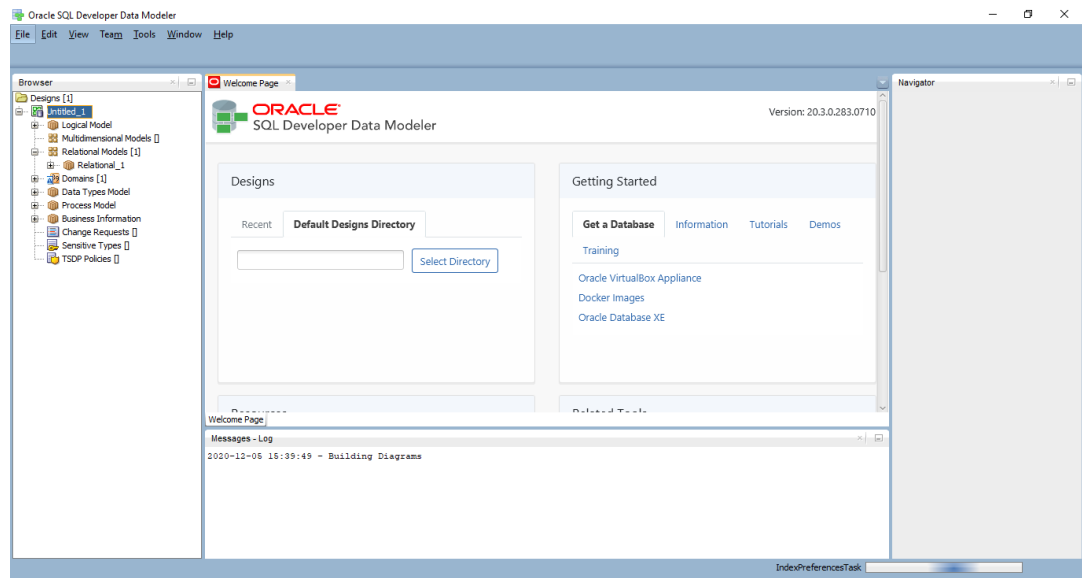 Oracle SQL Developer Data Modeler
File Edit View Team Tools Window Help
Browser
Designs [1]
Untitled_1
Logical Model
Multidimensional Models []
Relational Models [1]
Relational_1
Domains [1]
Data Types Model
Process Model
Business Information
Change Requests []
Sensitive Types []
TSDP Policies []
Welcome Page
ORACLE
SQL Developer Data Modeler
Version: 20.3.0.283.0710
Designs
Recent Default Designs Directory
Select Directory
Getting Started
Get a Database Information Tutorials Demos
Training
Oracle VirtualBox Appliance
Docker Images
Oracle Database XE
Welcome Page
Messages - Log
2020-12-05 15:39:49 - Building Diagrams
Navigator
IndexPreferencesTask